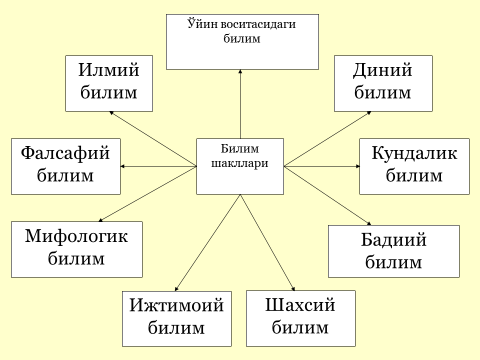 Ўйин воситасидаги
билим
Илмий
билим
Диний
билим
Фалсафий
билим
Билим
шакллари
Кундалик
билим
Мифологик
билим
Бадиий
билим
Ижтимоий
билим
Шахсий
билим